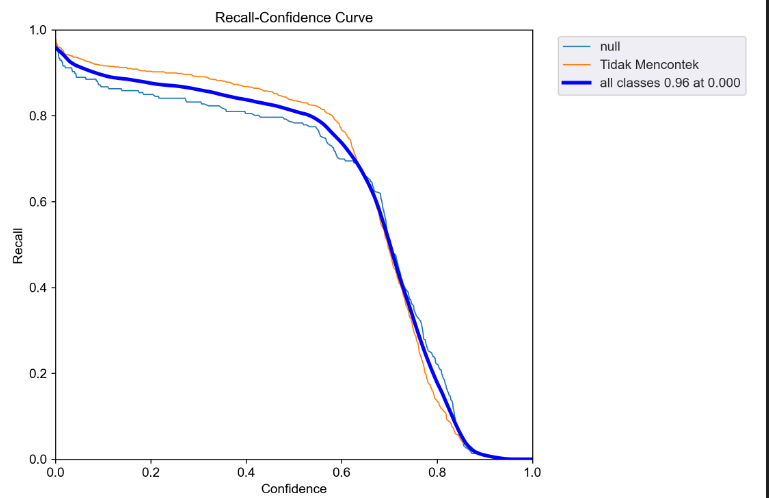 Recall-Confidence Curve
1.0
0.8
0.6
0.4
0.2
0.0
Recall
0.0 0.2 0.4 0.6 0.8 1.0
Confidence
null
Tidak Mencontek
all classes 0.96 at 0.000